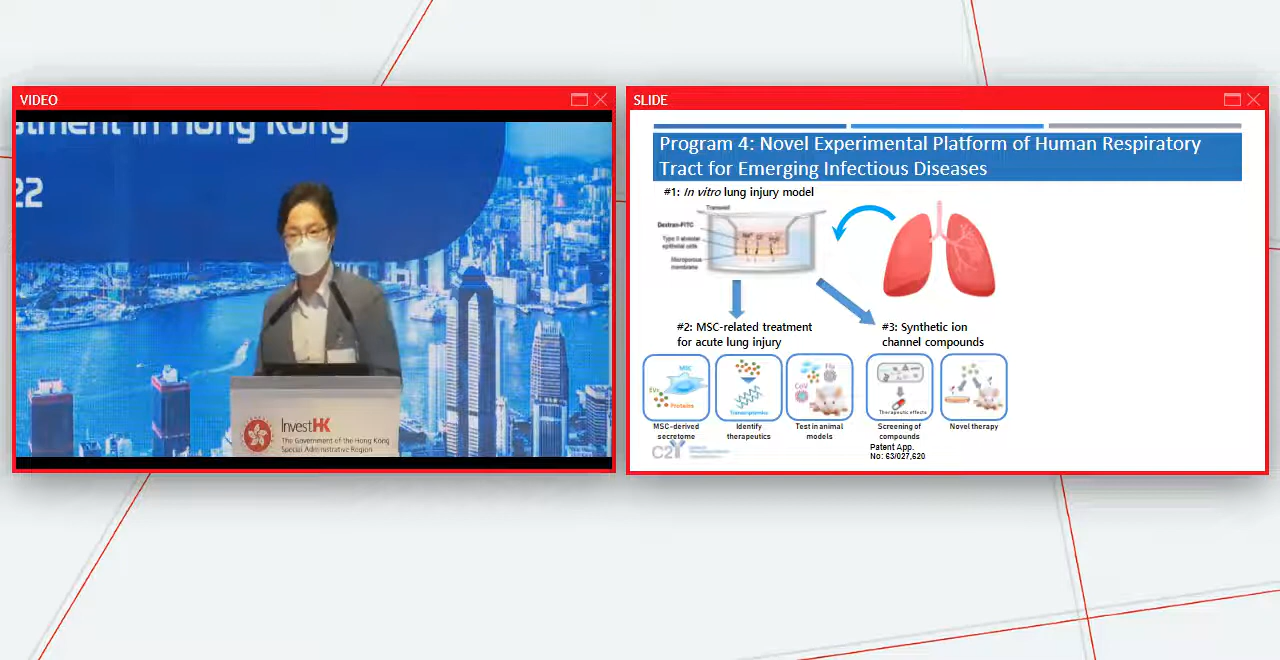 VIDEO
stment in Hong Kong
22
InvestHK
The Government of the Hong Kong
Special Administrative Region
SLIDE
Program 4: Novel Experimental Platform of Human Respiratory
Tract for Emerging Infectious Diseases
#1: In vitro lung injury model
Transwell
Dextran-FITC
Type II alveolar
epithelial cells
Microporous
membrane
#2: MSC-related treatment
for acute lung injury
#3: Synthetic ion
channel compounds
MSC
EVs
Proteins
MSC-derived
secretome
Transcriptomics
Identify
therapeutics
Flu
CoV
Test in animal
models
Therapeutic effects
Screening of
compounds
Patent App.
No: 63/027,620
Novel therapy
C2i